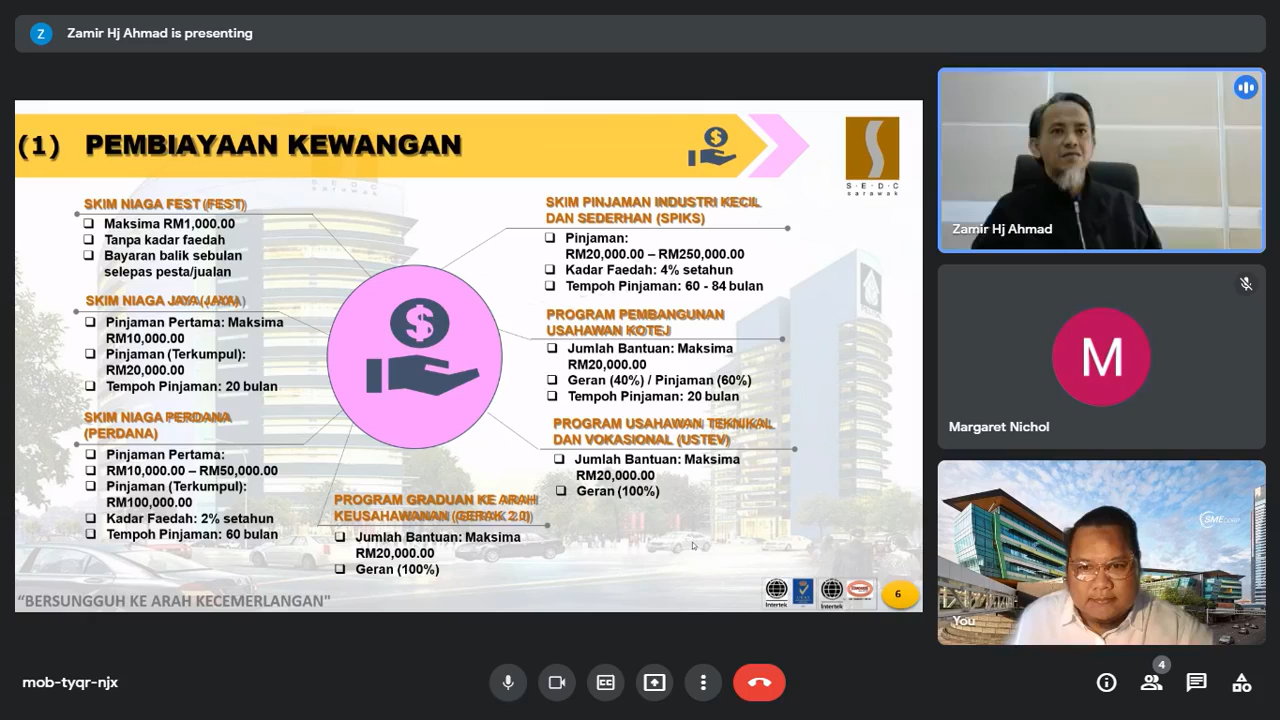 Z
Zamir Hj Ahmad is presenting
(1) PEMBIAYAAN KEWANGAN
S·E·D·C
sarawak
SKIM NIAGA FEST (FEST)
Maksima RM1,000.00
Tanpa kadar faedah
Bayaran balik sebulan
selepas pesta/jualan
SKIM NIAGA JAYA (JAYA)
Pinjaman Pertama: Maksima
RM10,000.00
Pinjaman (Terkumpul):
RM20,000.00
Tempoh Pinjaman: 20 bulan
SKIM NIAGA PERDANA
(PERDANA)
Pinjaman Pertama:
RM10,000.00 – RM50,000.00
Pinjaman (Terkumpul):
RM100,000.00
Kadar Faedah: 2% setahun
Tempoh Pinjaman: 60 bulan
PROGRAM GRADUAN KE ARAH
KEUSAHAWANAN (GERAK 2.0)
Jumlah Bantuan: Maksima
RM20,000.00
Geran (100%)
SKIM PINJAMAN INDUSTRI KECIL
DAN SEDERHAN (SPIKS)
Pinjaman:
RM20,000.00 – RM250,000.00
Kadar Faedah: 4% setahun
Tempoh Pinjaman: 60 - 84 bulan
PROGRAM PEMBANGUNAN
USAHAWAN KOTEJ
Jumlah Bantuan: Maksima
RM20,000.00
Geran (40%) / Pinjaman (60%)
Tempoh Pinjaman: 20 bulan
PROGRAM USAHAWAN TEKNIKAL
DAN VOKASIONAL (USTEV)
Jumlah Bantuan: Maksima
RM20,000.00
Geran (100%)
"BERSUNGGUH KE ARAH KECEMERLANGAN"
Intertek
Intertek
6
Zamir Hj Ahmad
M
Margaret Nichol
SME CORP
You
mob-tyqr-njx
CC
4